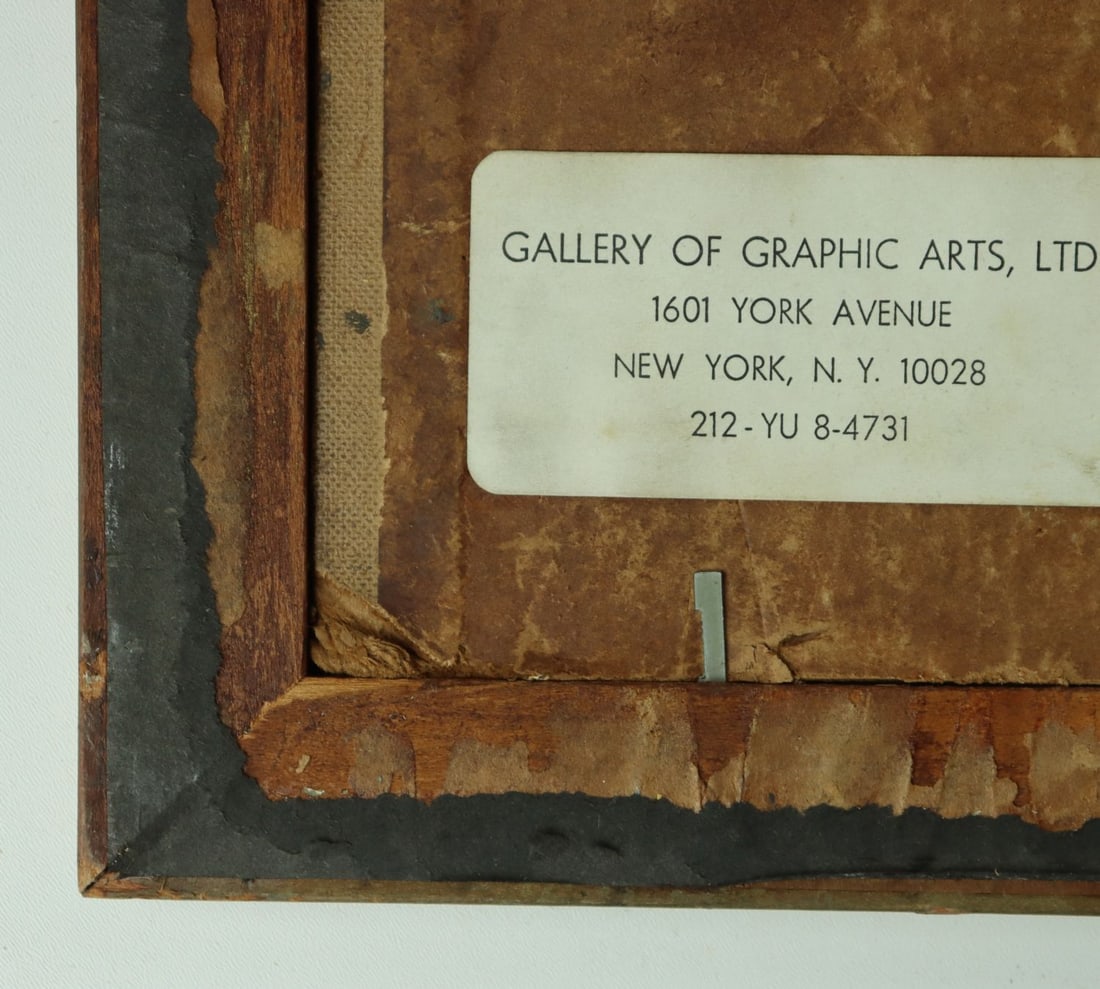 GALLERY OF GRAPHIC ARTS, LTD
1601 YORK AVENUE
NEW YORK, N. Y. 10028
212 - YU 8-4731